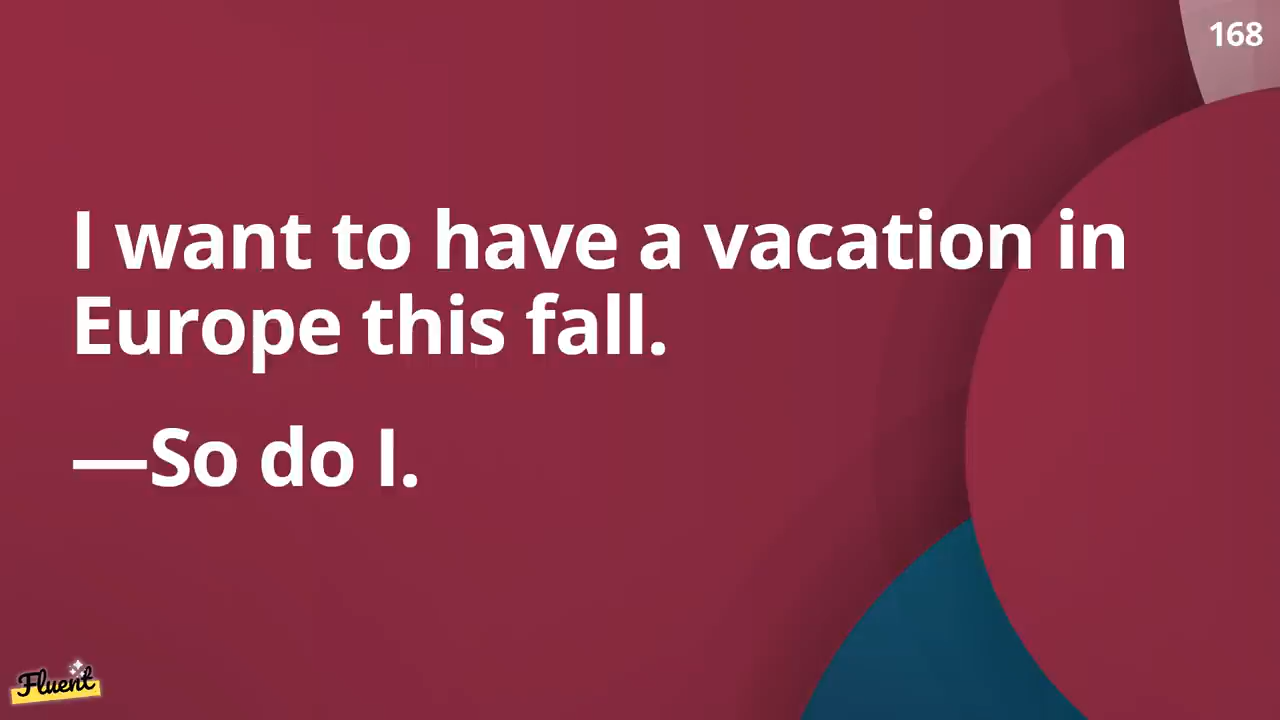 168
I want to have a vacation in
Europe this fall.
—So do I.
Fluent